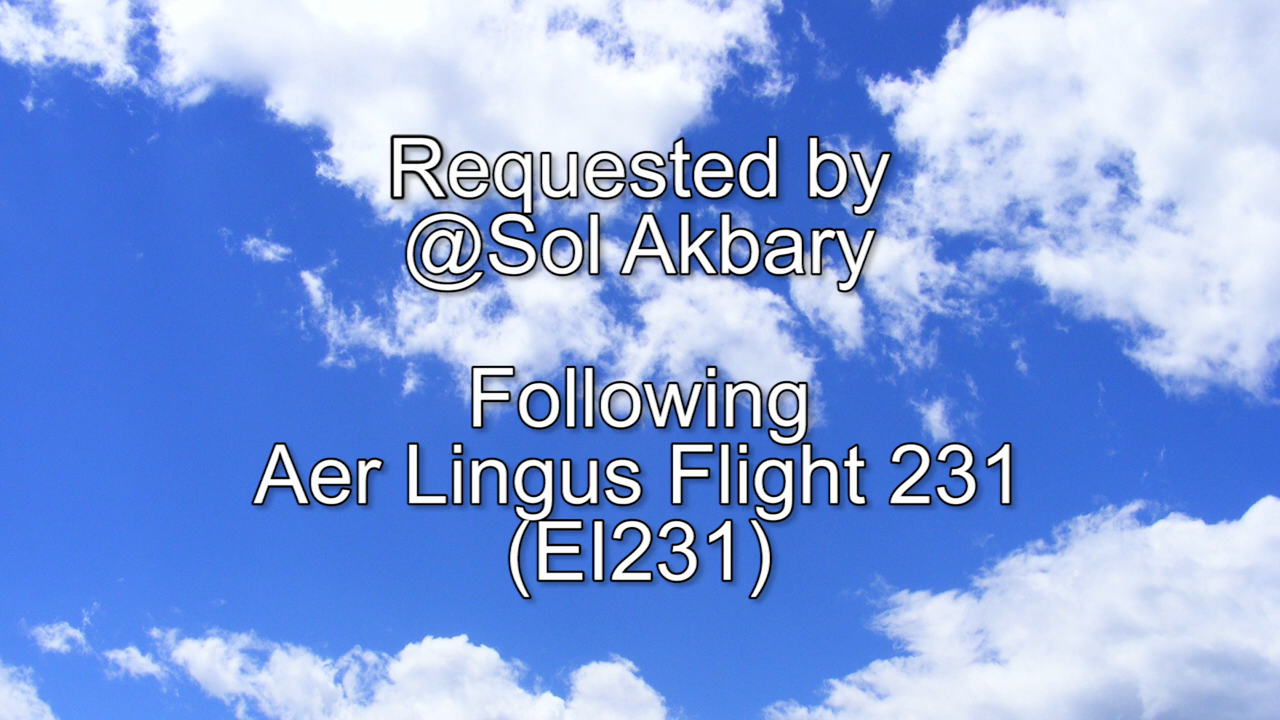 Requested by
@Sol Akbary
Following
Aer Lingus Flight 231
(EI231)